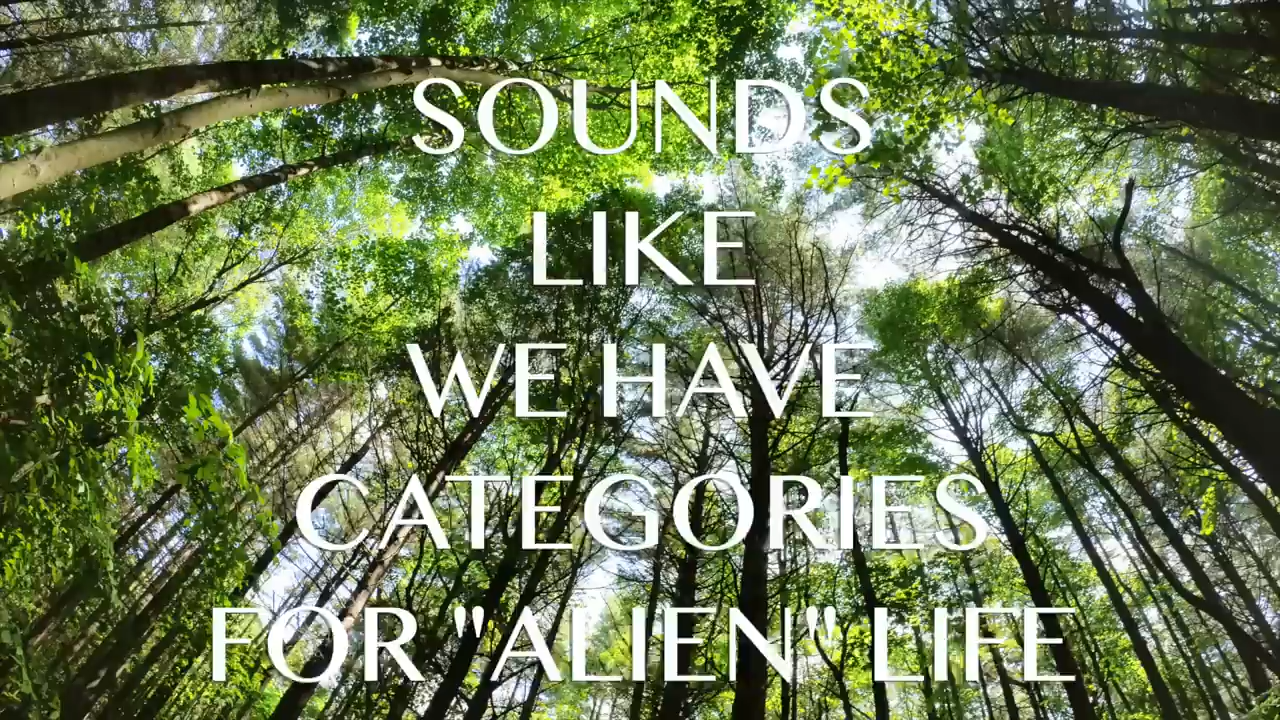 SOUNDS
LIKE
WE HAVE
CATEGORIES
FOR "ALIEN" LIFE